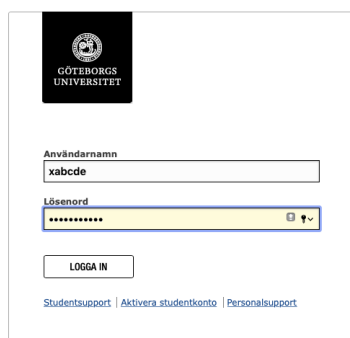 GÖTEBORGS
UNIVERSITET
Användarnamn
xabcde
Lösenord
•••••••••••
LOGGA IN
Studentsupport | Aktivera studentkonto | Personalsupport